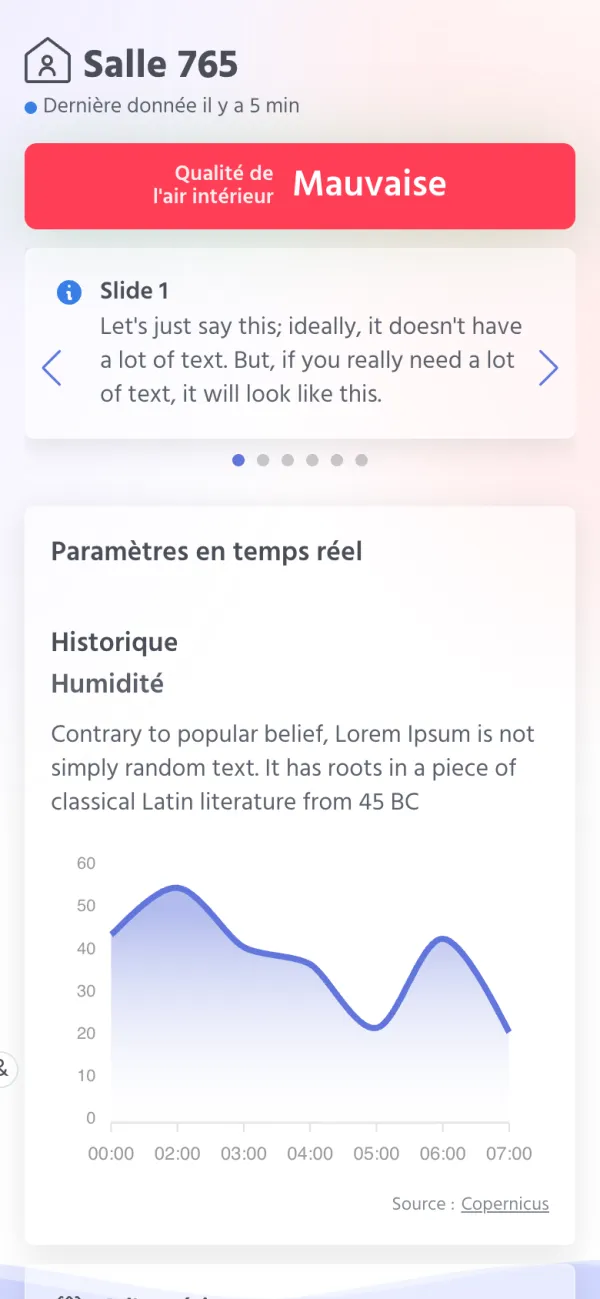 Salle 765
Dernière donnée il y a 5 min
Qualité de
l'air intérieur
Mauvaise
Slide 1
Let's just say this; ideally, it doesn't have
a lot of text. But, if you really need a lot
of text, it will look like this.
Paramètres en temps réel
Historique
Humidité
Contrary to popular belief, Lorem Ipsum is not
simply random text. It has roots in a piece of
classical Latin literature from 45 BC
60
50
40
30
20
10
0
&
00:00 02:00 03:00 04:00 05:00 06:00 07:00
Source : Copernicus